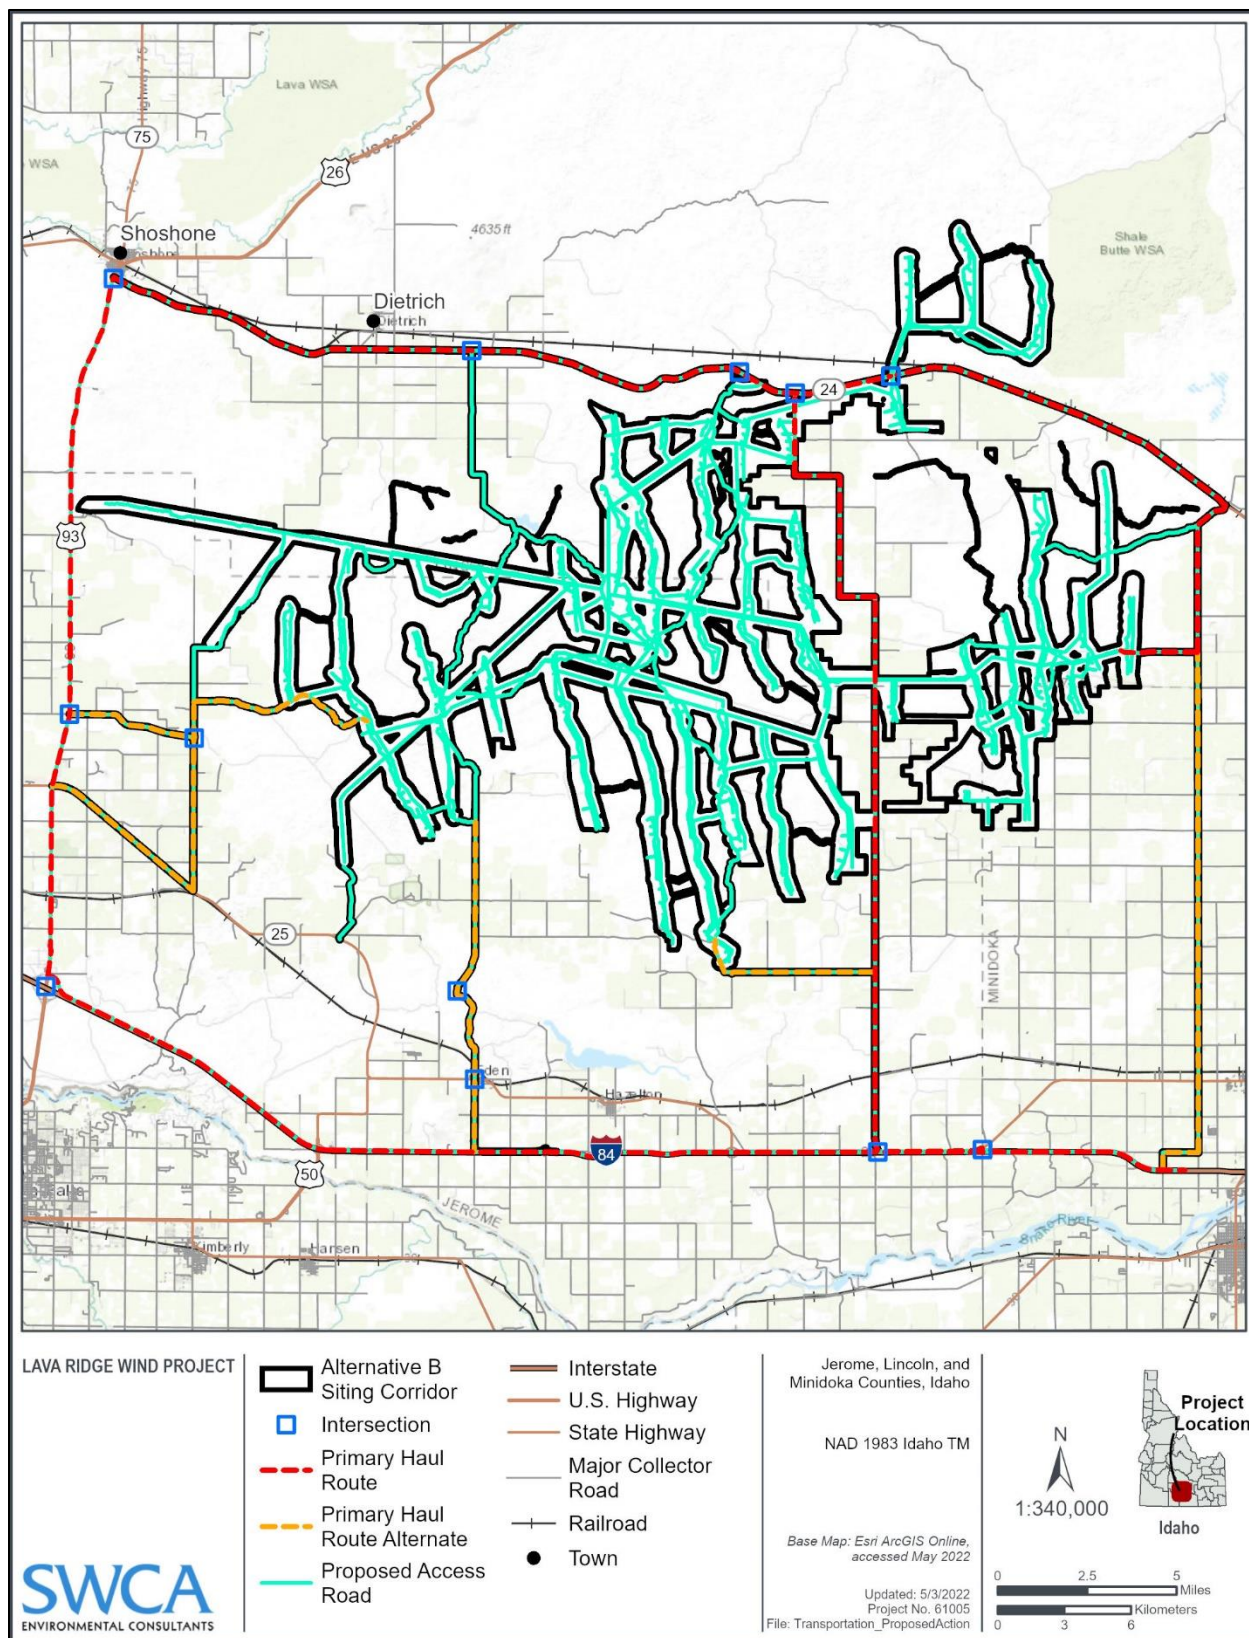 Lava WSA
Highway 75
75
WSA
75
E US 26
26
4635 ft
Shoshone
Shale
Butte WSA
Dietrich
Dietrich
24
93
25
MINIDOKA
Hazelton
84
50
JEROME
Snake River
Kimberly
Hansen
30
LAVA RIDGE WIND PROJECT
Alternative B
Siting Corridor
Intersection
Primary Haul
Route
Primary Haul
Route Alternate
Proposed Access
Road
Interstate
U.S. Highway
State Highway
Major Collector
Road
Railroad
Town
Jerome, Lincoln, and
Minidoka Counties, Idaho
NAD 1983 Idaho TM
Base Map: Esri ArcGIS Online,
accessed May 2022
Updated: 5/3/2022
Project No. 61005
File: Transportation_ProposedAction
N
1:340,000
Project
Location
Idaho
0 2.5 5
Miles
Kilometers
0 3 6
SWCA
ENVIRONMENTAL CONSULTANTS